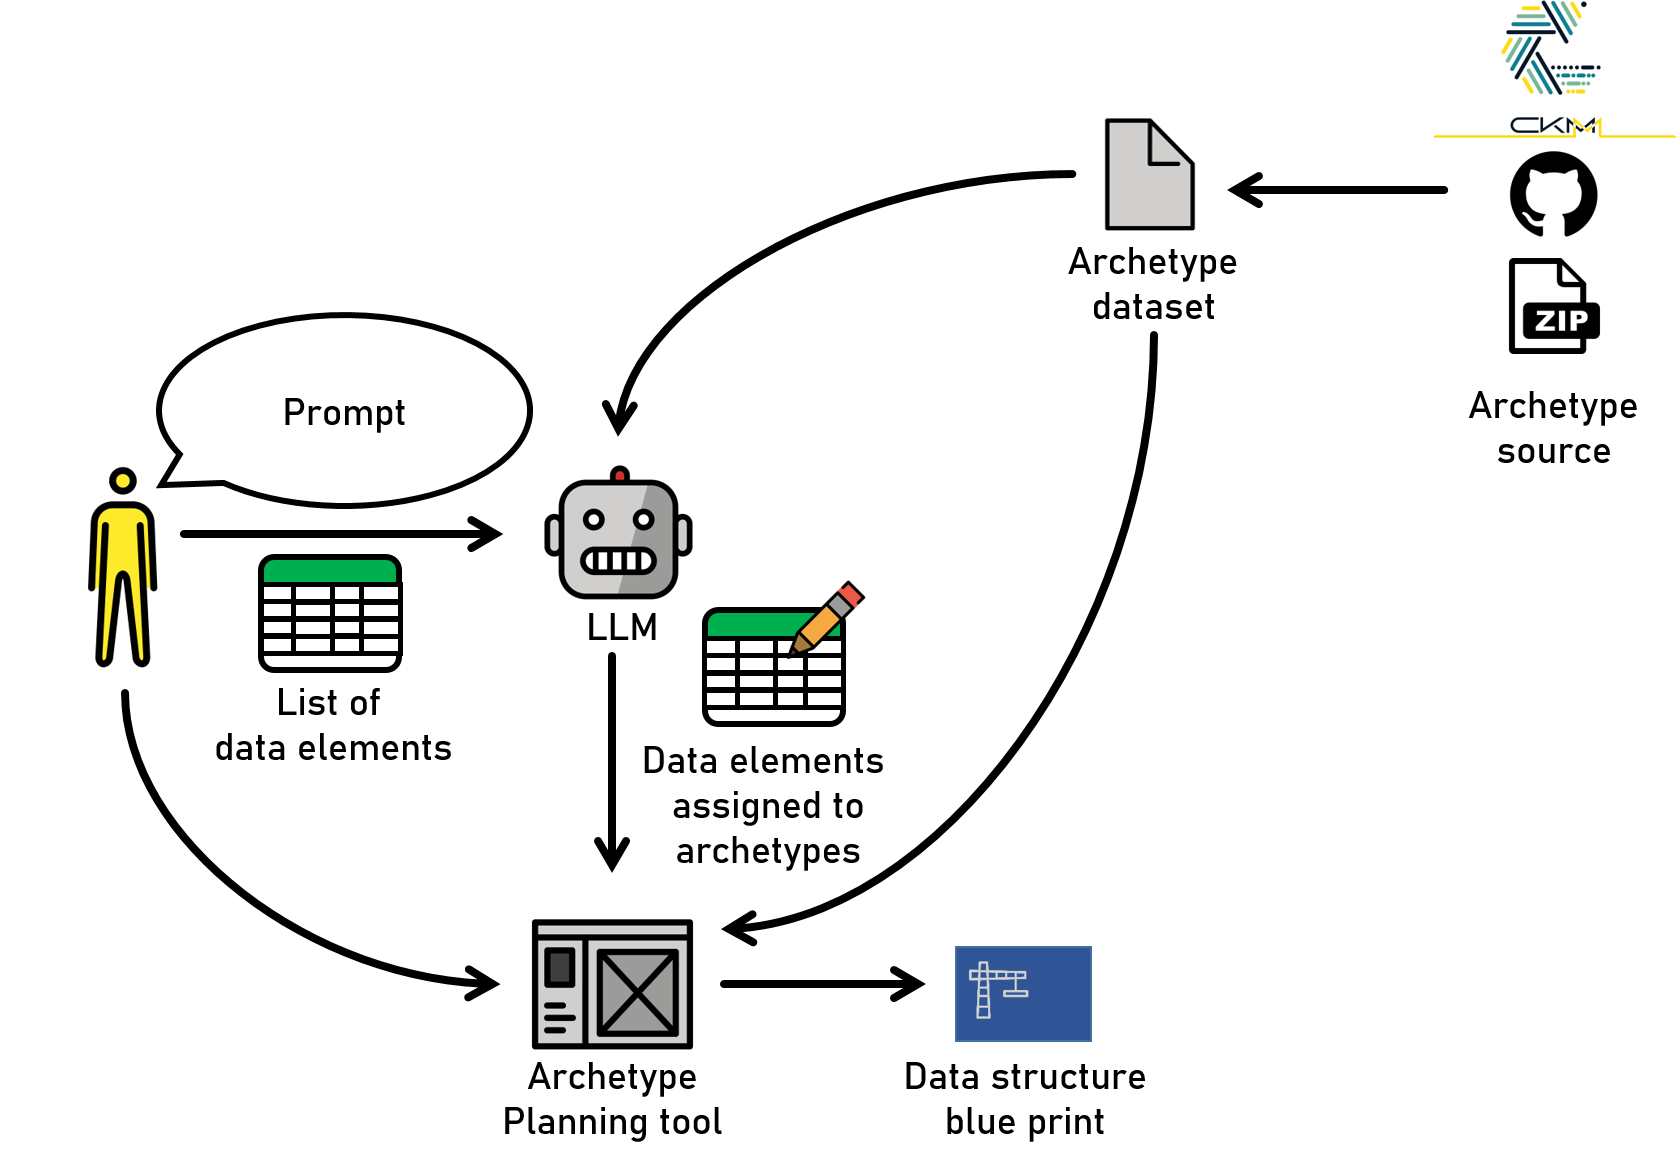 CKM
Archetype
dataset
ZIP
Archetype
source
Prompt
LLM
List of
data elements
Data elements
assigned to
archetypes
Archetype
Planning tool
Data structure
blue print